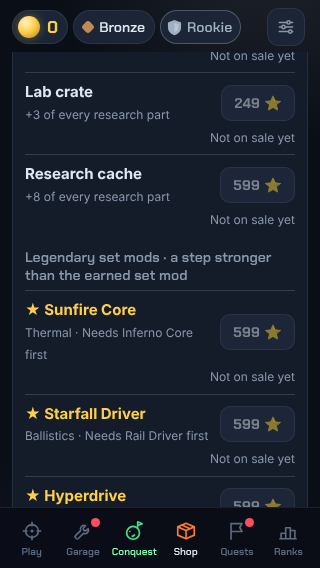 0 Bronze Rookie
Not on sale yet
Lab crate
+3 of every research part
249
Not on sale yet
Research cache
+8 of every research part
599
Not on sale yet
Legendary set mods · a step stronger
than the earned set mod
★ Sunfire Core
Thermal · Needs Inferno Core
first
599
Not on sale yet
★ Starfall Driver
Ballistics · Needs Rail Driver first
599
Not on sale yet
★ Hyperdrive
599
Play Garage Conquest Shop Quests Ranks